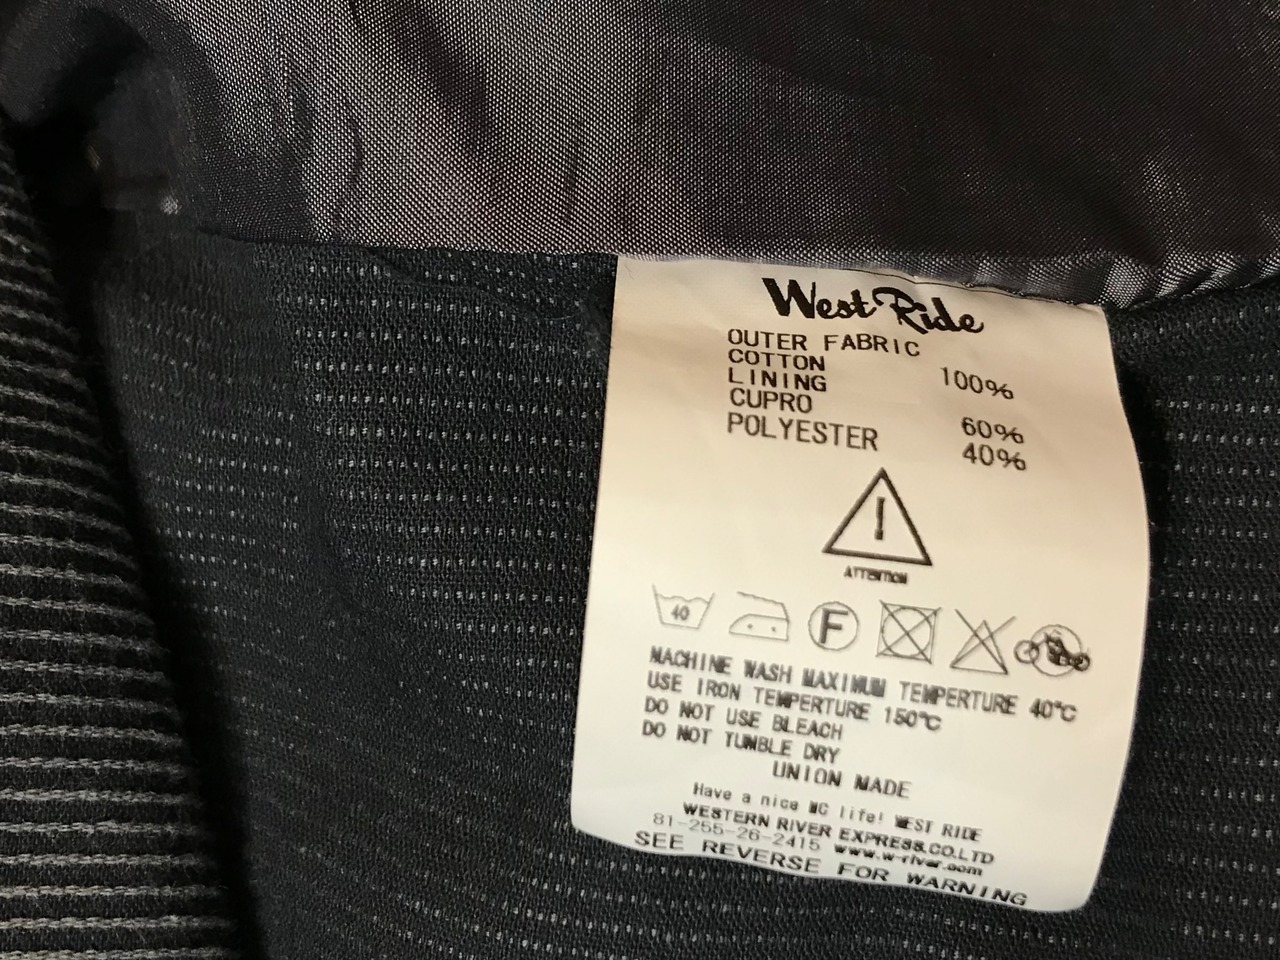 West Ride
OUTER FABRIC
COTTON 100%
LINING
CUPRO 60%
POLYESTER 40%
!
ATTENTION
40 F
MACHINE WASH MAXIMUM TEMPERTURE 40℃
USE IRON TEMPERTURE 150℃
DO NOT USE BLEACH
DO NOT TUMBLE DRY
UNION MADE
Have a nice MC life! WEST RIDE
WESTERN RIVER EXPRESS.CO.LTD
81-255-26-2415 www.w-river.com
SEE REVERSE FOR WARNING